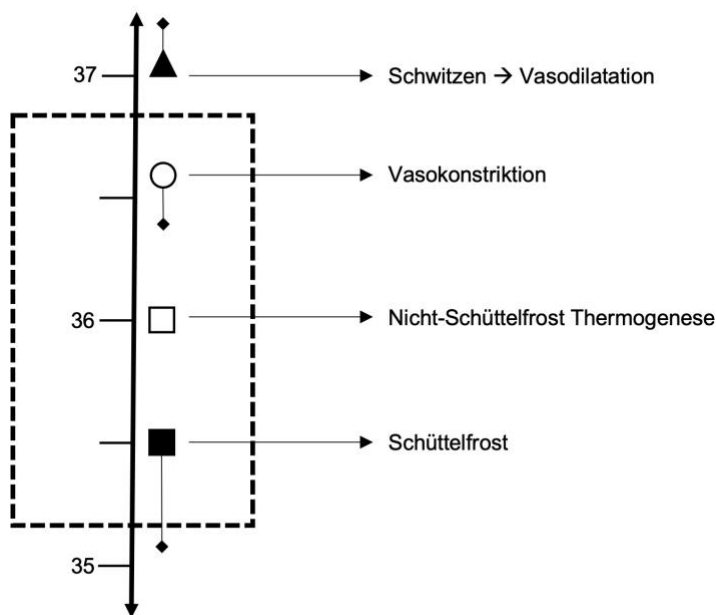 37
Schwitzen → Vasodilatation
Vasokonstriktion
36
Nicht-Schüttelfrost Thermogenese
Schüttelfrost
35